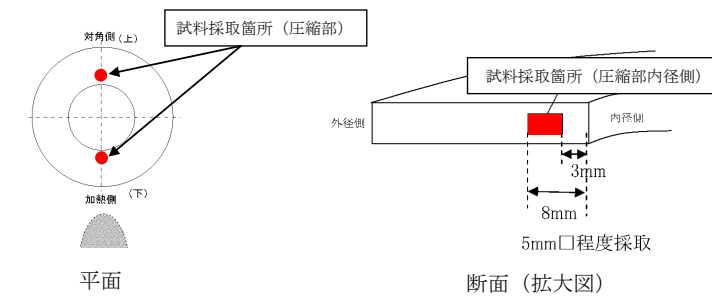 試料採取箇所（圧縮部）
対角側（上）
加熱側
（下）
平面
試料採取箇所（圧縮部内径側）
外径側
内径側
3mm
8mm
5mm□程度採取
断面（拡大図）